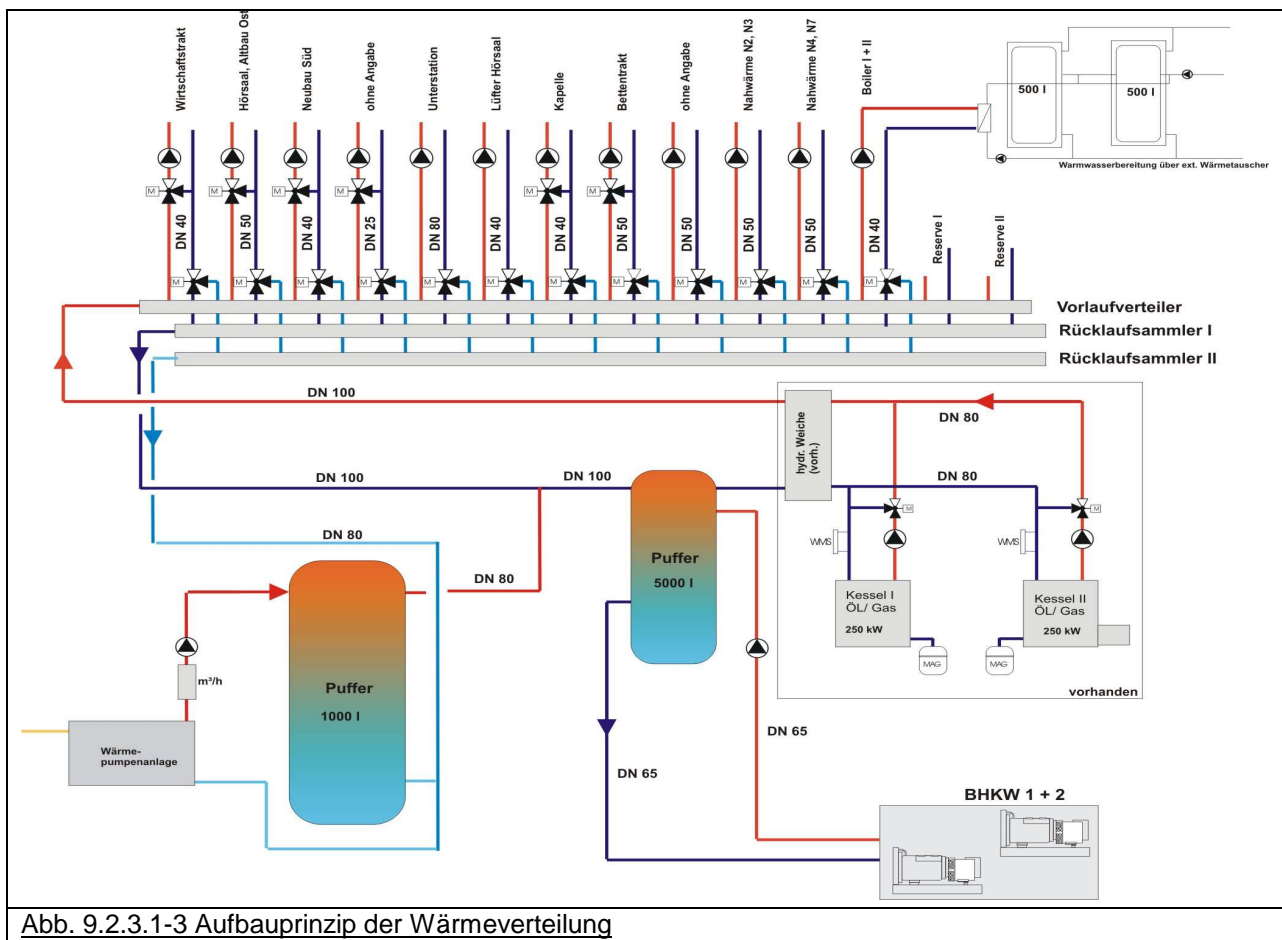 Wirtschaftstrakt
Hörsaal, Altbau Ost
Neubau Süd
ohne Angabe
Unterstation
Lüfter Hörsaal
Kapelle
Bettentrakt
ohne Angabe
Nahwärme N2, N3
Nahwärme N4, N7
Boiler I + II
500 l
500 l
Warmwasserbereitung über ext. Wärmetauscher
M
M
M
M
M
M
DN 40
DN 50
DN 40
DN 25
DN 80
DN 40
DN 40
DN 50
DN 50
DN 50
DN 50
DN 40
Reserve I
Reserve II
M
M
M
M
M
M
M
M
M
M
M
M
Vorlaufverteiler
Rücklaufsammler I
Rücklaufsammler II
DN 100
hydr. Weiche
(vorh.)
DN 80
DN 100
DN 100
DN 80
M
M
DN 80
WMS
WMS
Puffer
5000 l
DN 80
Kessel I
ÖL/ Gas
250 kW
Kessel II
ÖL/ Gas
250 kW
MAG
MAG
vorhanden
m³/h
Puffer
1000 l
DN 65
Wärme-
pumpenanlage
DN 65
BHKW 1 + 2
Abb. 9.2.3.1-3 Aufbauprinzip der Wärmeverteilung